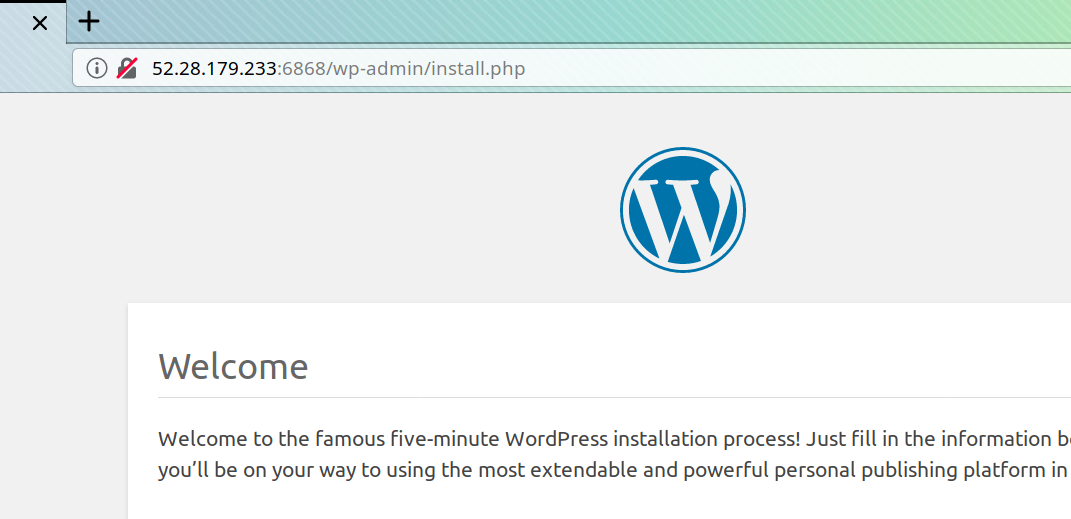 52.28.179.233:6868/wp-admin/install.php
W
Welcome
Welcome to the famous five-minute WordPress installation process! Just fill in the information
you’ll be on your way to using the most extendable and powerful personal publishing platform in